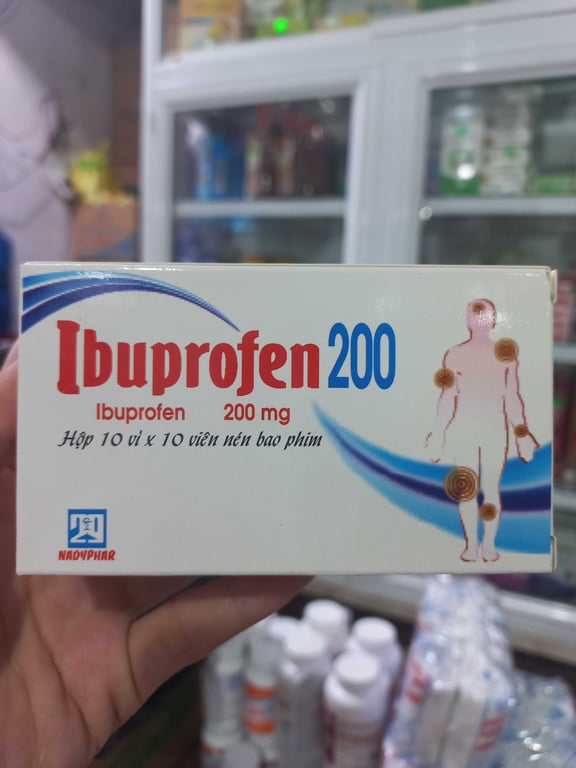 Ibuprofen 200
Ibuprofen 200 mg
Hộp 10 vỉ x 10 viên nén bao phim
NADYPHAR